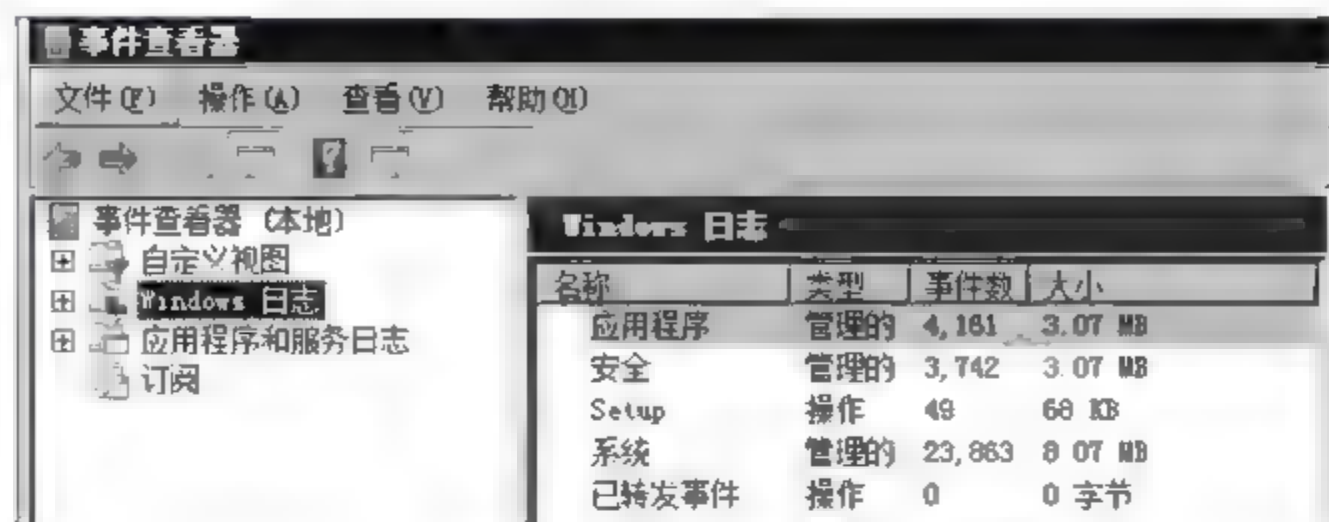 事件查看器
文件(F) 操作(A) 查看(V) 帮助(H)
事件查看器 (本地)
自定义视图
Windows 日志
应用程序和服务日志
订阅
Windows 日志
名称 类型 事件数 大小
应用程序 管理的 4,161 3.07 MB
安全 管理的 3,742 3.07 MB
Setup 操作 49 68 KB
系统 管理的 23,863 8.07 MB
已转发事件 操作 0 0 字节